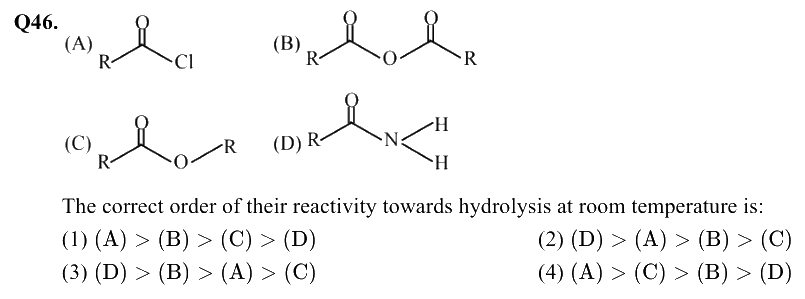 Q46.
(A) R O Cl (B) R O O O R
(C) R O O R (D) R O N H H
The correct order of their reactivity towards hydrolysis at room temperature is:
(1) (A) > (B) > (C) > (D) (2) (D) > (A) > (B) > (C)
(3) (D) > (B) > (A) > (C) (4) (A) > (C) > (B) > (D)